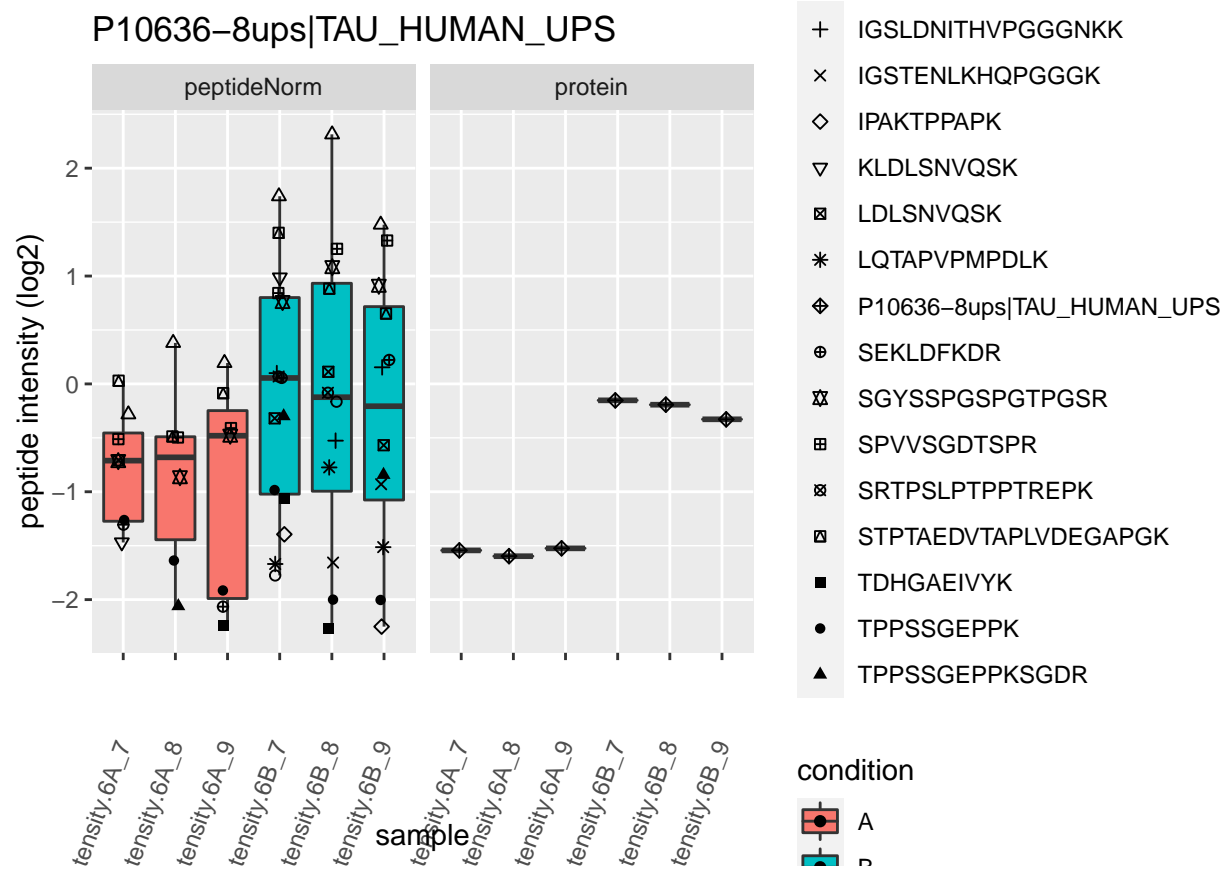 P10636−8ups|TAU_HUMAN_UPS
peptideNorm
protein
peptide intensity (log2)
2
1
0
−1
−2
tensity.6A_7
tensity.6A_8
tensity.6A_9
tensity.6B_7
tensity.6B_8
tensity.6B_9
tensity.6A_7
tensity.6A_8
tensity.6A_9
tensity.6B_7
tensity.6B_8
tensity.6B_9
sample
IGSLDNITHVPGGGNKK
IGSTENLKHQPGGGK
IPAKTPPAPK
KLDLSNVQSK
LDLSNVQSK
LQTAPVPMPDLK
P10636−8ups|TAU_HUMAN_UPS
SEKLDFKDR
SGYSSPGSPGTPGSR
SPVVSGDTSPR
SRTPSLPTPPTREPK
STPTAEDVTAPLVDEGAPGK
TDHGAEIVYK
TPPSSGEPPK
TPPSSGEPPKSGDR
condition
A
B